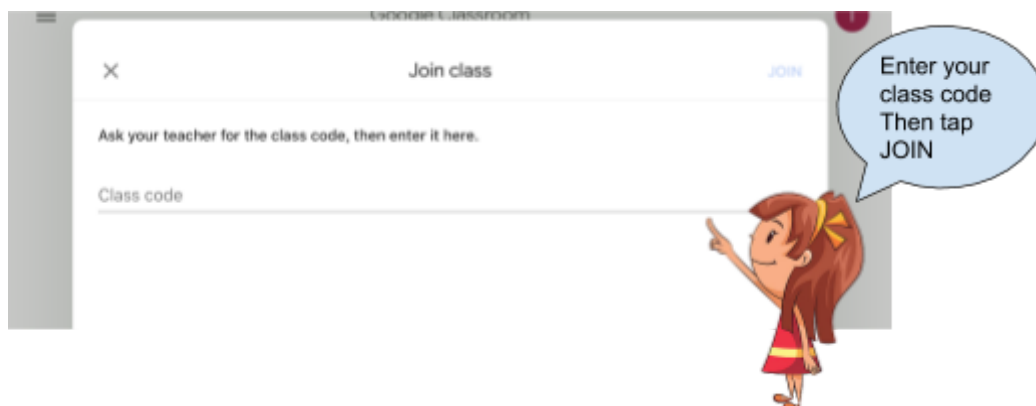 Google Classroom
Join class
JOIN
Ask your teacher for the class code, then enter it here.
Class code
Enter your
class code
Then tap
JOIN